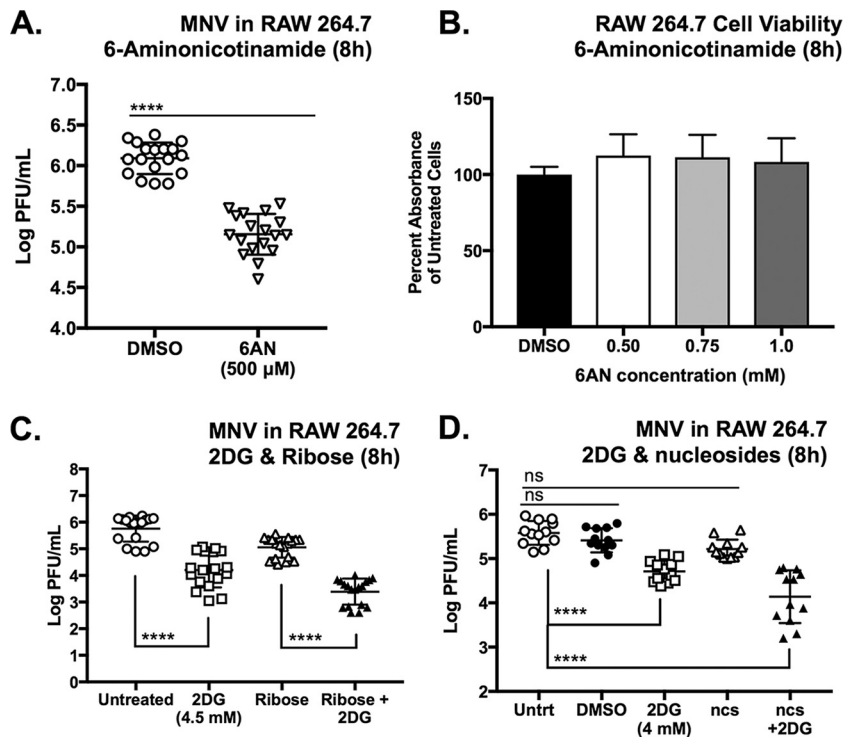 A.
MNV in RAW 264.7
6-Aminonicotinamide (8h)
****
7.0
6.5
6.0
5.5
5.0
4.5
4.0
Log PFU/mL
DMSO
6AN
(500 µM)
B.
RAW 264.7 Cell Viability
6-Aminonicotinamide (8h)
150
100
50
0
Percent Absorbance
of Untreated Cells
DMSO
0.50
0.75
1.0
6AN concentration (mM)
C.
MNV in RAW 264.7
2DG & Ribose (8h)
8
7
6
5
4
3
2
1
0
Log PFU/mL
****
****
Untreated
2DG
(4.5 mM)
Ribose
Ribose +
2DG
D.
MNV in RAW 264.7
2DG & nucleosides (8h)
7
6
5
4
3
2
Log PFU/mL
ns
ns
****
****
Untrt
DMSO
2DG
(4 mM)
ncs
ncs
+2DG